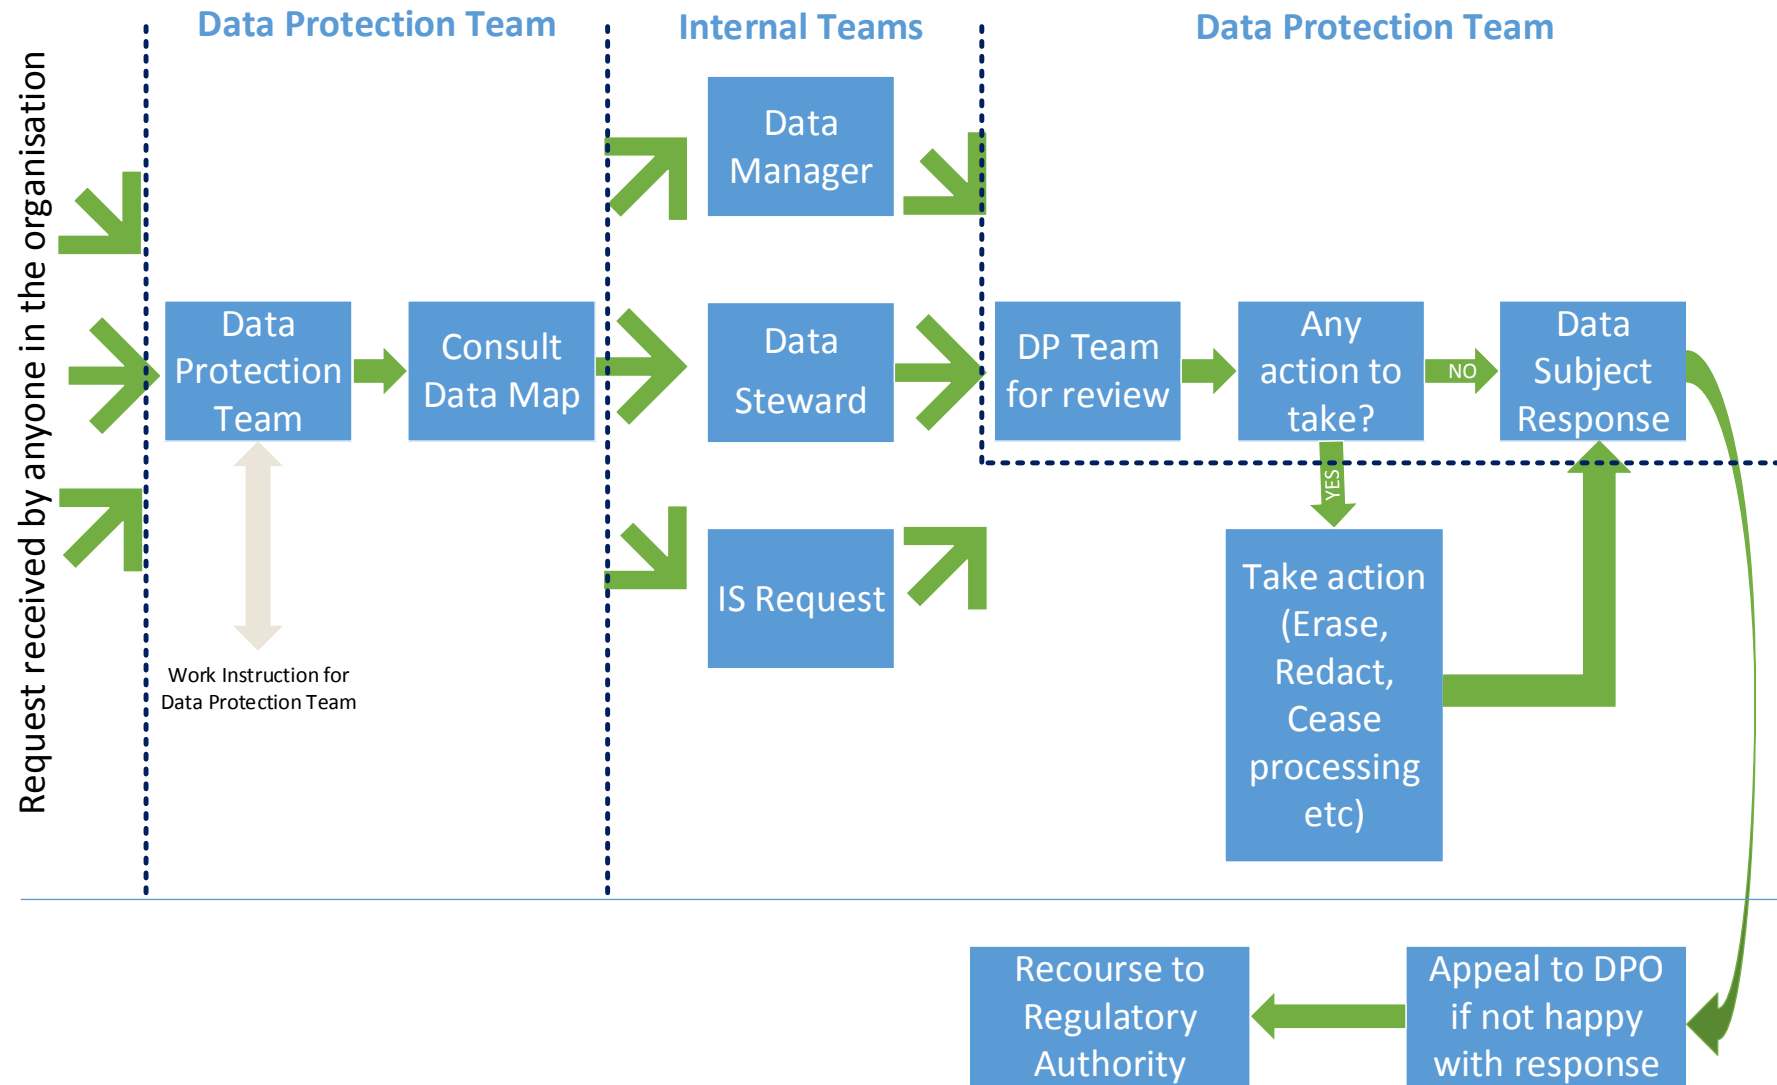 Data Protection Team
Internal Teams
Data Protection Team
Request received by anyone in the organisation
Data
Protection
Team
Consult
Data Map
Work Instruction for
Data Protection Team
Data
Manager
Data
Steward
IS Request
DP Team
for review
Any
action to
take?
NO
Data
Subject
Response
YES
Take action
(Erase,
Redact,
Cease
processing
etc)
Appeal to DPO
if not happy
with response
Recourse to
Regulatory
Authority